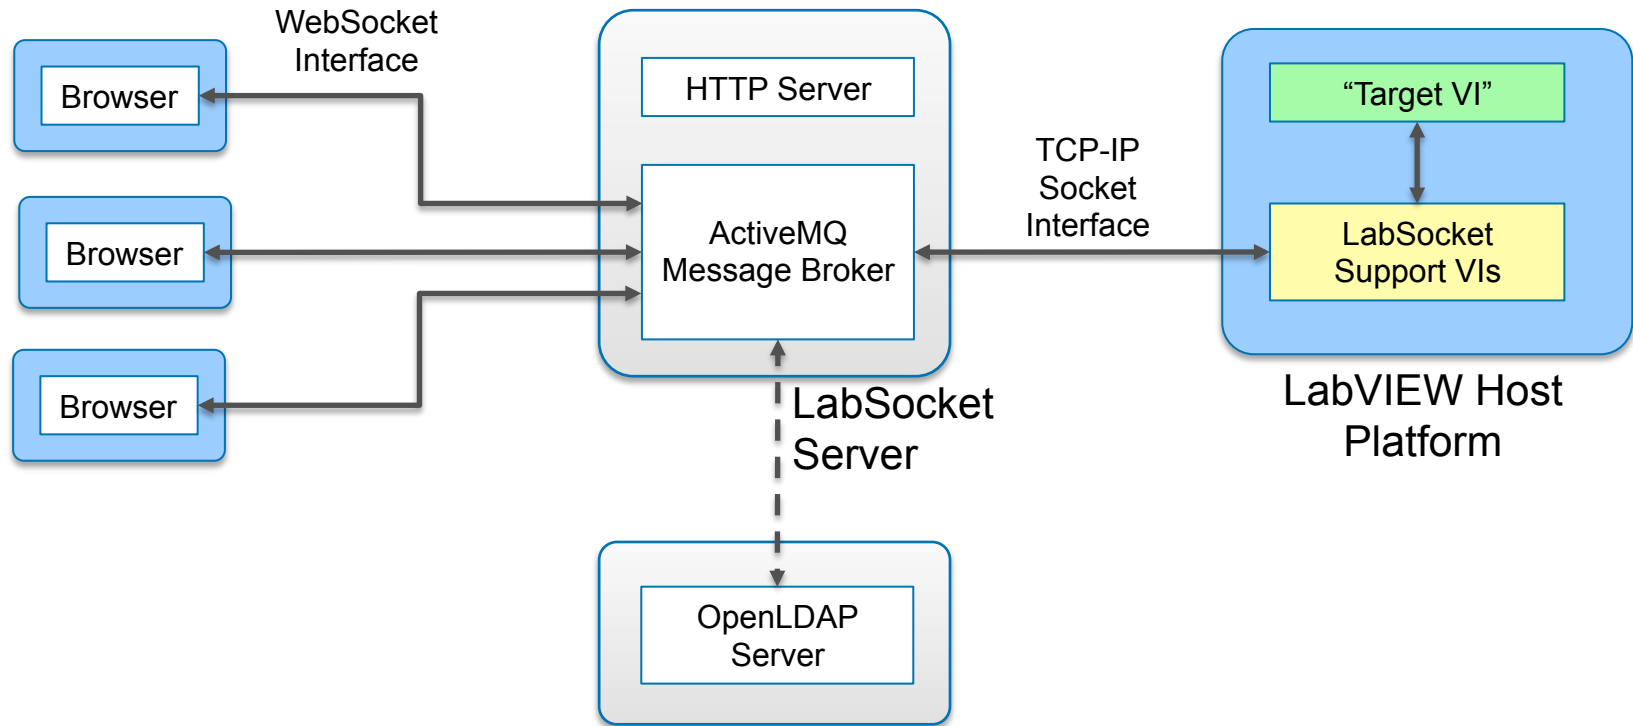 WebSocket
Interface
Browser
Browser
Browser
HTTP Server
ActiveMQ
Message Broker
LabSocket
Server
OpenLDAP
Server
TCP-IP
Socket
Interface
“Target VI”
LabSocket
Support VIs
LabVIEW Host
Platform